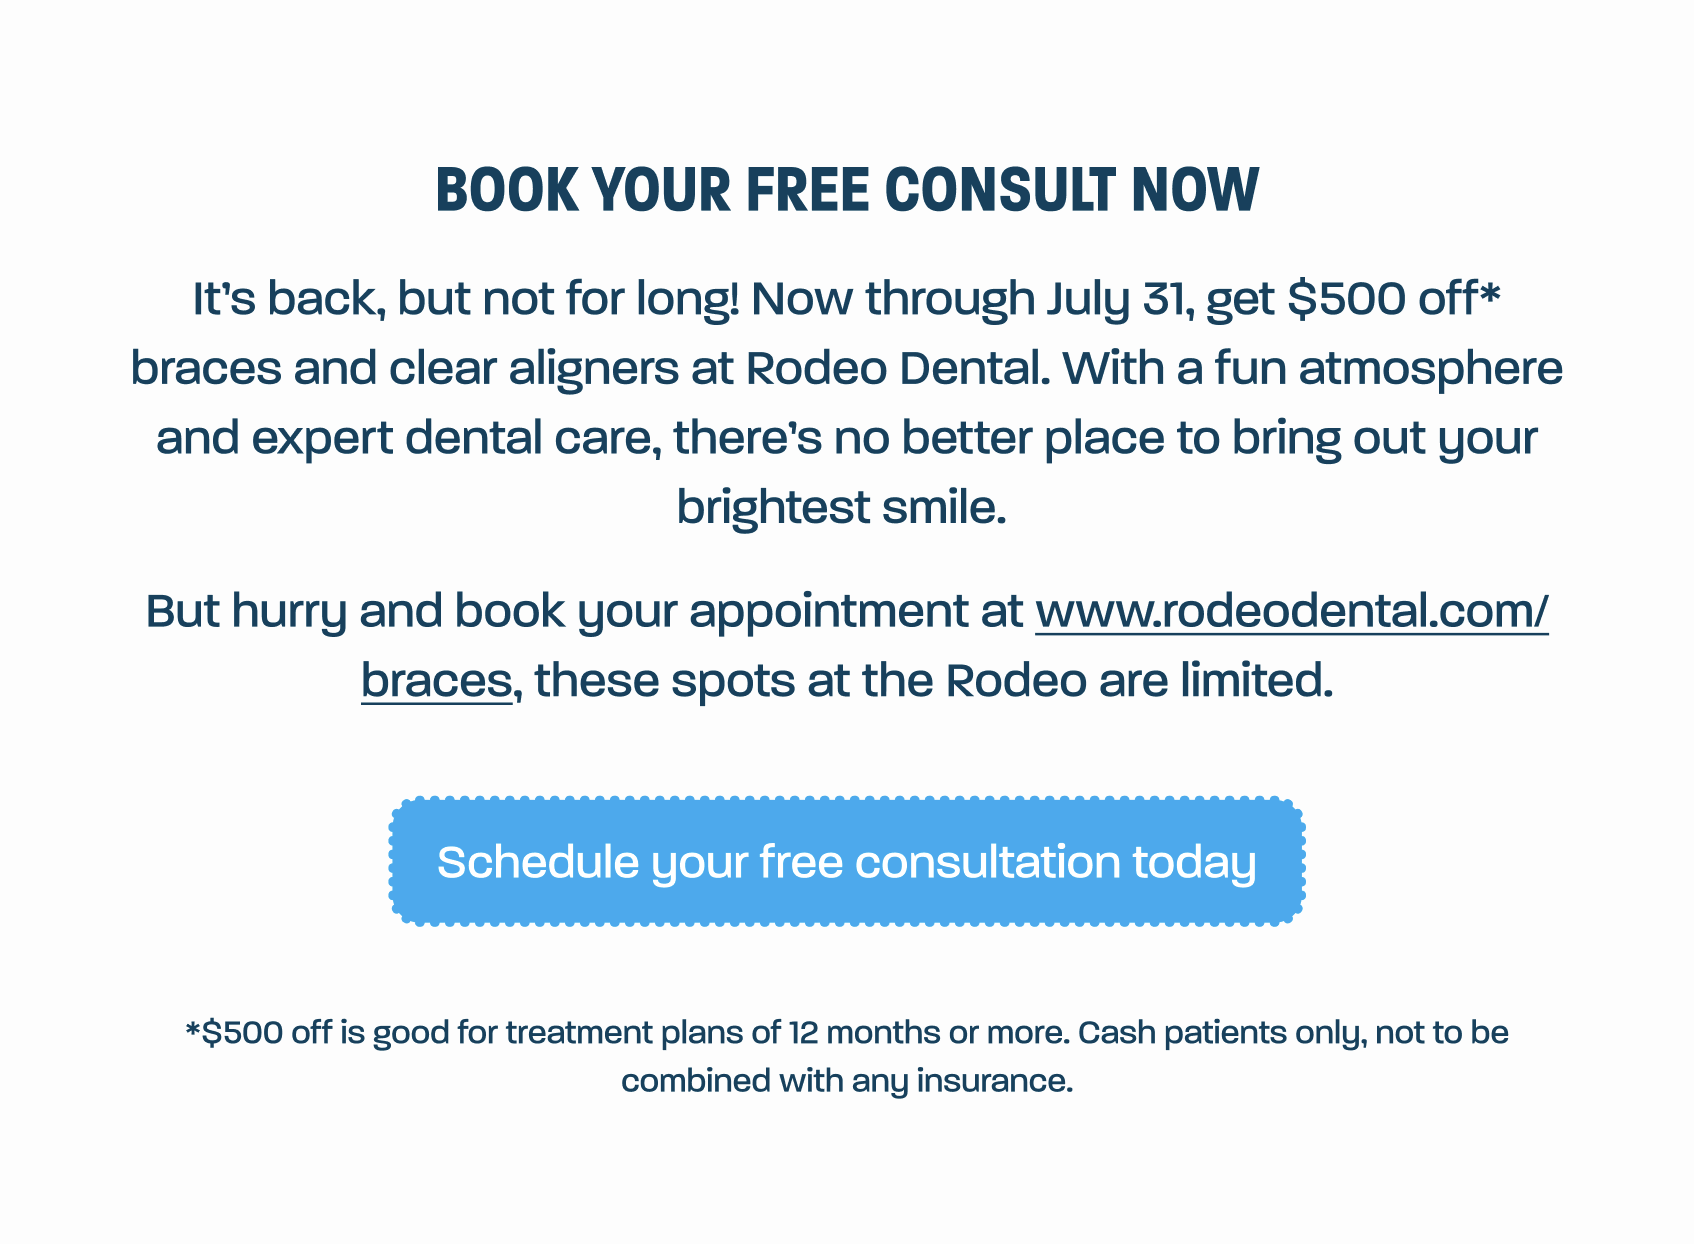 BOOK YOUR FREE CONSULT NOW
It’s back, but not for long! Now through July 31, get $500 off*
braces and clear aligners at Rodeo Dental. With a fun atmosphere
and expert dental care, there’s no better place to bring out your
brightest smile.
But hurry and book your appointment at www.rodeodental.com/
braces, these spots at the Rodeo are limited.
Schedule your free consultation today
*$500 off is good for treatment plans of 12 months or more. Cash patients only, not to be
combined with any insurance.